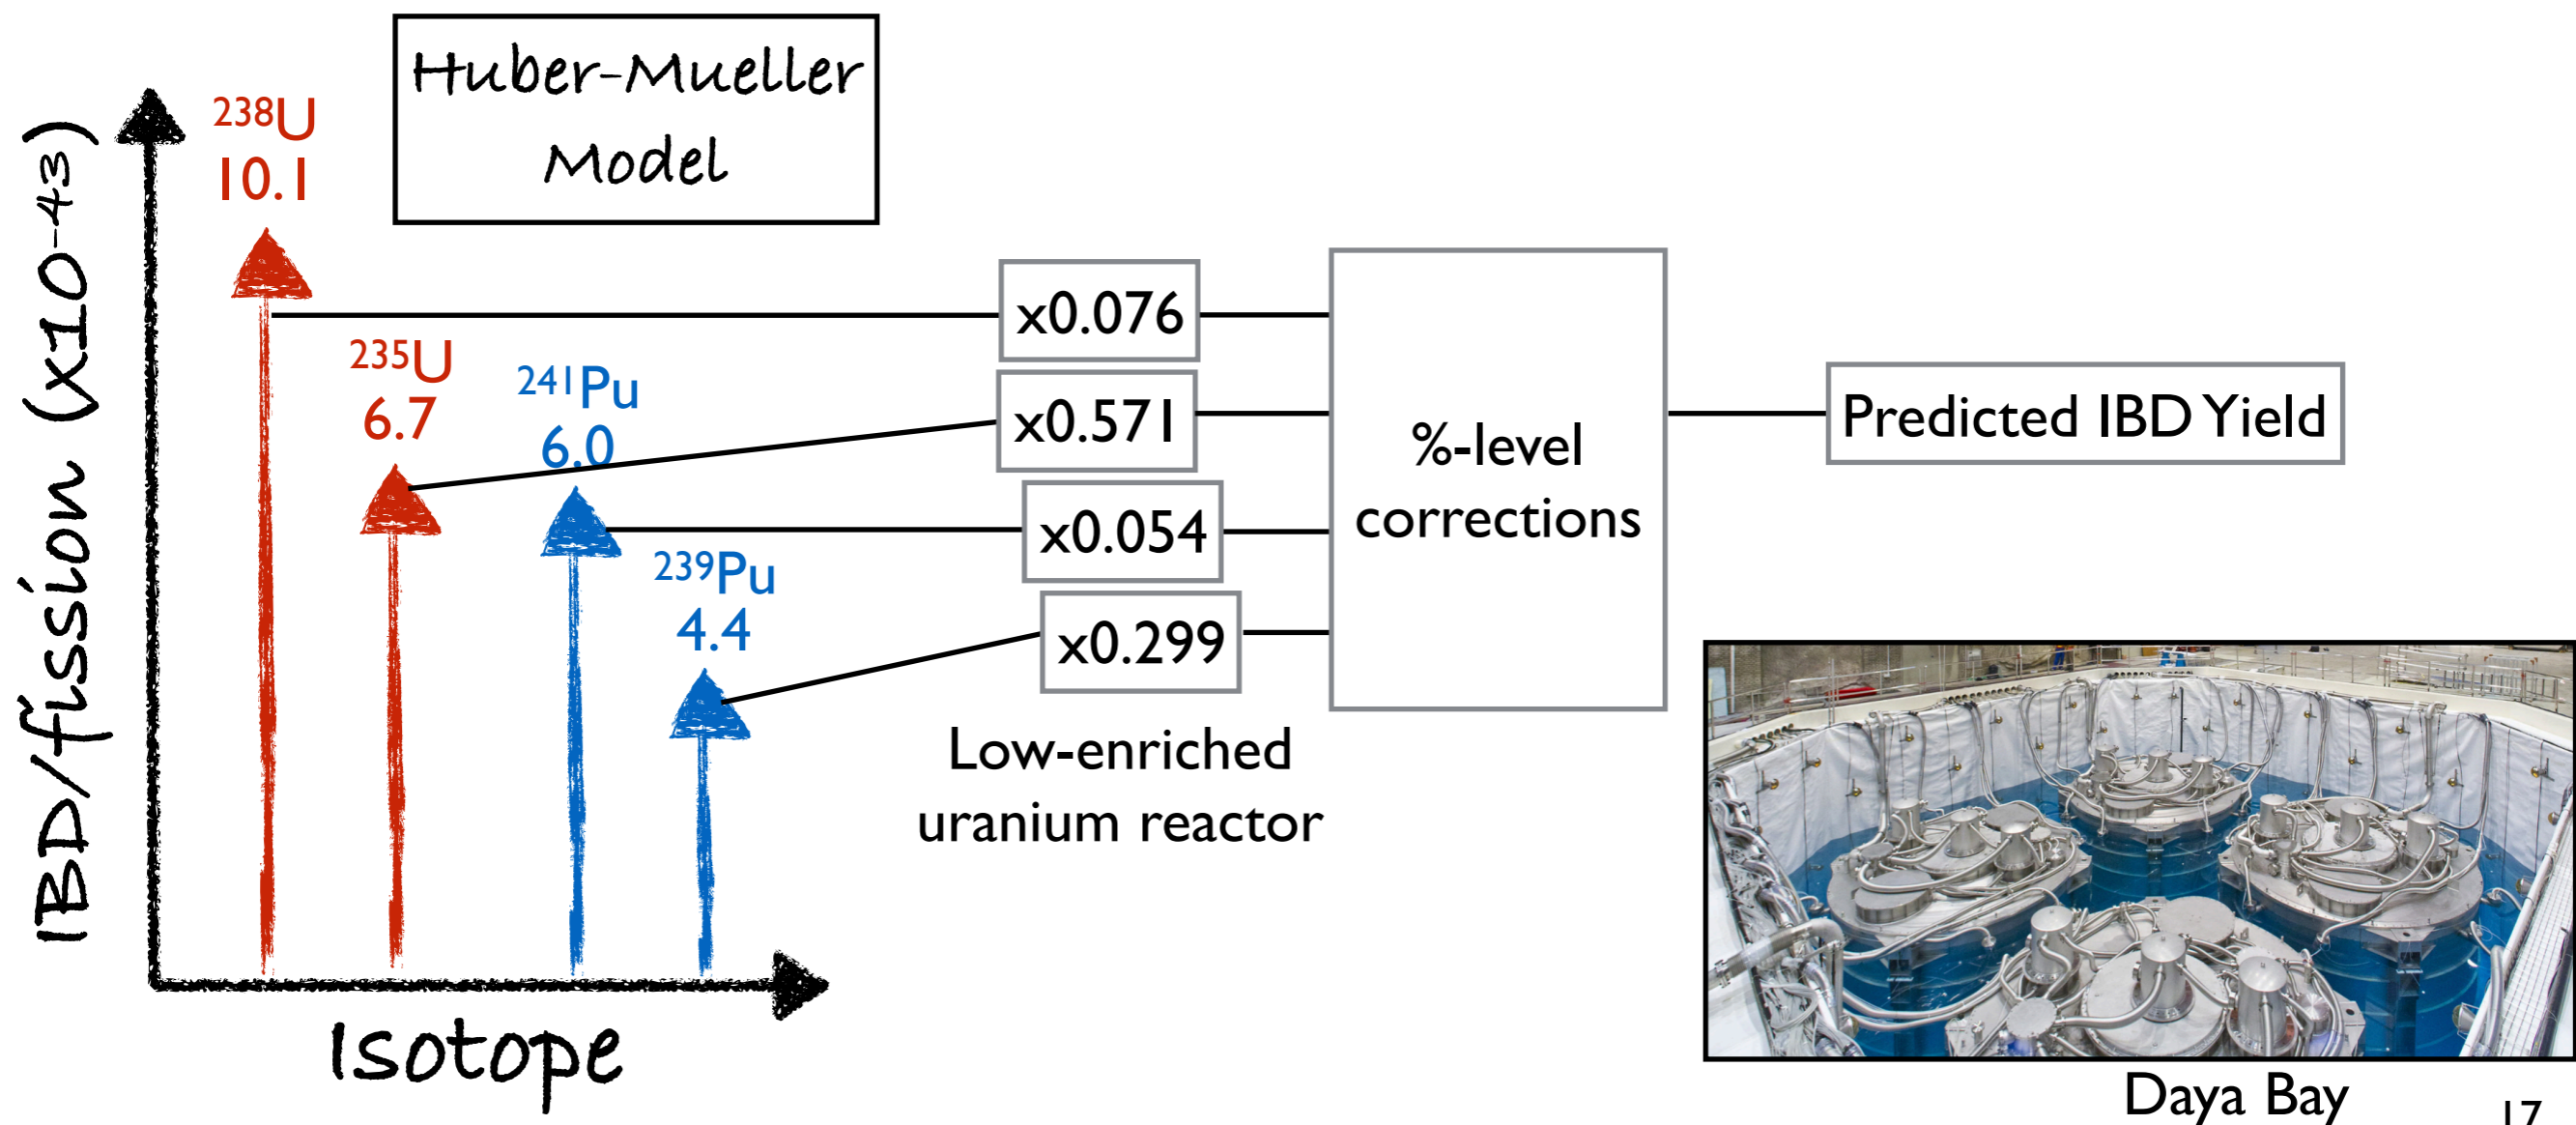 Huber-Mueller
Model
IBD/fission (x10⁻⁴³)
²³⁸U
10.1
²³⁵U
6.7
²⁴¹Pu
6.0
²³⁹Pu
4.4
Isotope
x0.076
x0.571
x0.054
x0.299
Low-enriched
uranium reactor
%-level
corrections
Predicted IBD Yield
Daya Bay
17